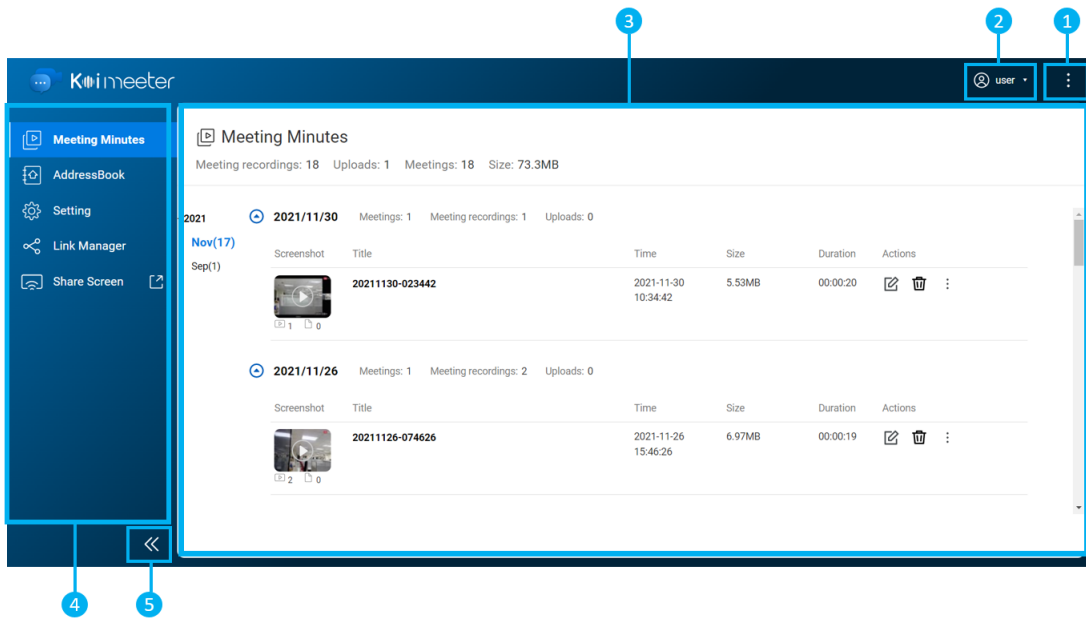 3
2
1
KoiMeeter
user
Meeting Minutes
AddressBook
Setting
Link Manager
Share Screen
Meeting Minutes
Meeting recordings: 18 Uploads: 1 Meetings: 18 Size: 73.3MB
2021
Nov(17)
Sep(1)
2021/11/30 Meetings: 1 Meeting recordings: 1 Uploads: 0
Screenshot Title Time Size Duration Actions
20211130-023442 2021-11-30 5.53MB 00:00:20
10:34:42
1 0
2021/11/26 Meetings: 1 Meeting recordings: 2 Uploads: 0
Screenshot Title Time Size Duration Actions
20211126-074626 2021-11-26 6.97MB 00:00:19
15:46:26
2 0
4
5